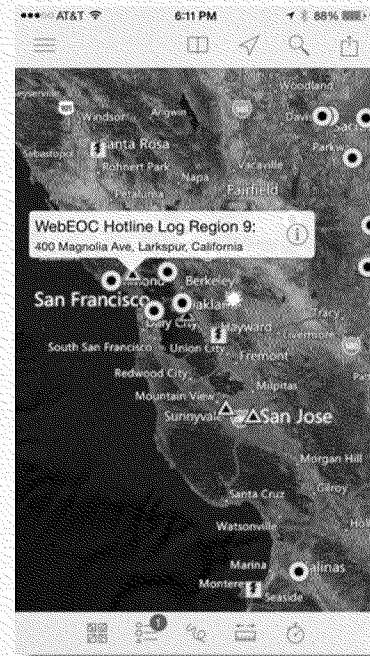 AT&T 6:11 PM 88%
Woodland
Windsor
Angwin
Davis
Santa Rosa
Sebastopol
Rohnert Park
Vacaville
Napa
Petaluma
Fairfield
WebEOC Hotline Log Region 9:
400 Magnolia Ave, Larkspur, California
Berkeley
San Francisco
Daly City
Hayward
Tracy
Livermore
South San Francisco
Union City
Fremont
Redwood City
Milpitas
Mountain View
Sunnyvale
San Jose
Morgan Hill
Santa Cruz
Gilroy
Watsonville
Marina
Salinas
Monterey
Seaside
1